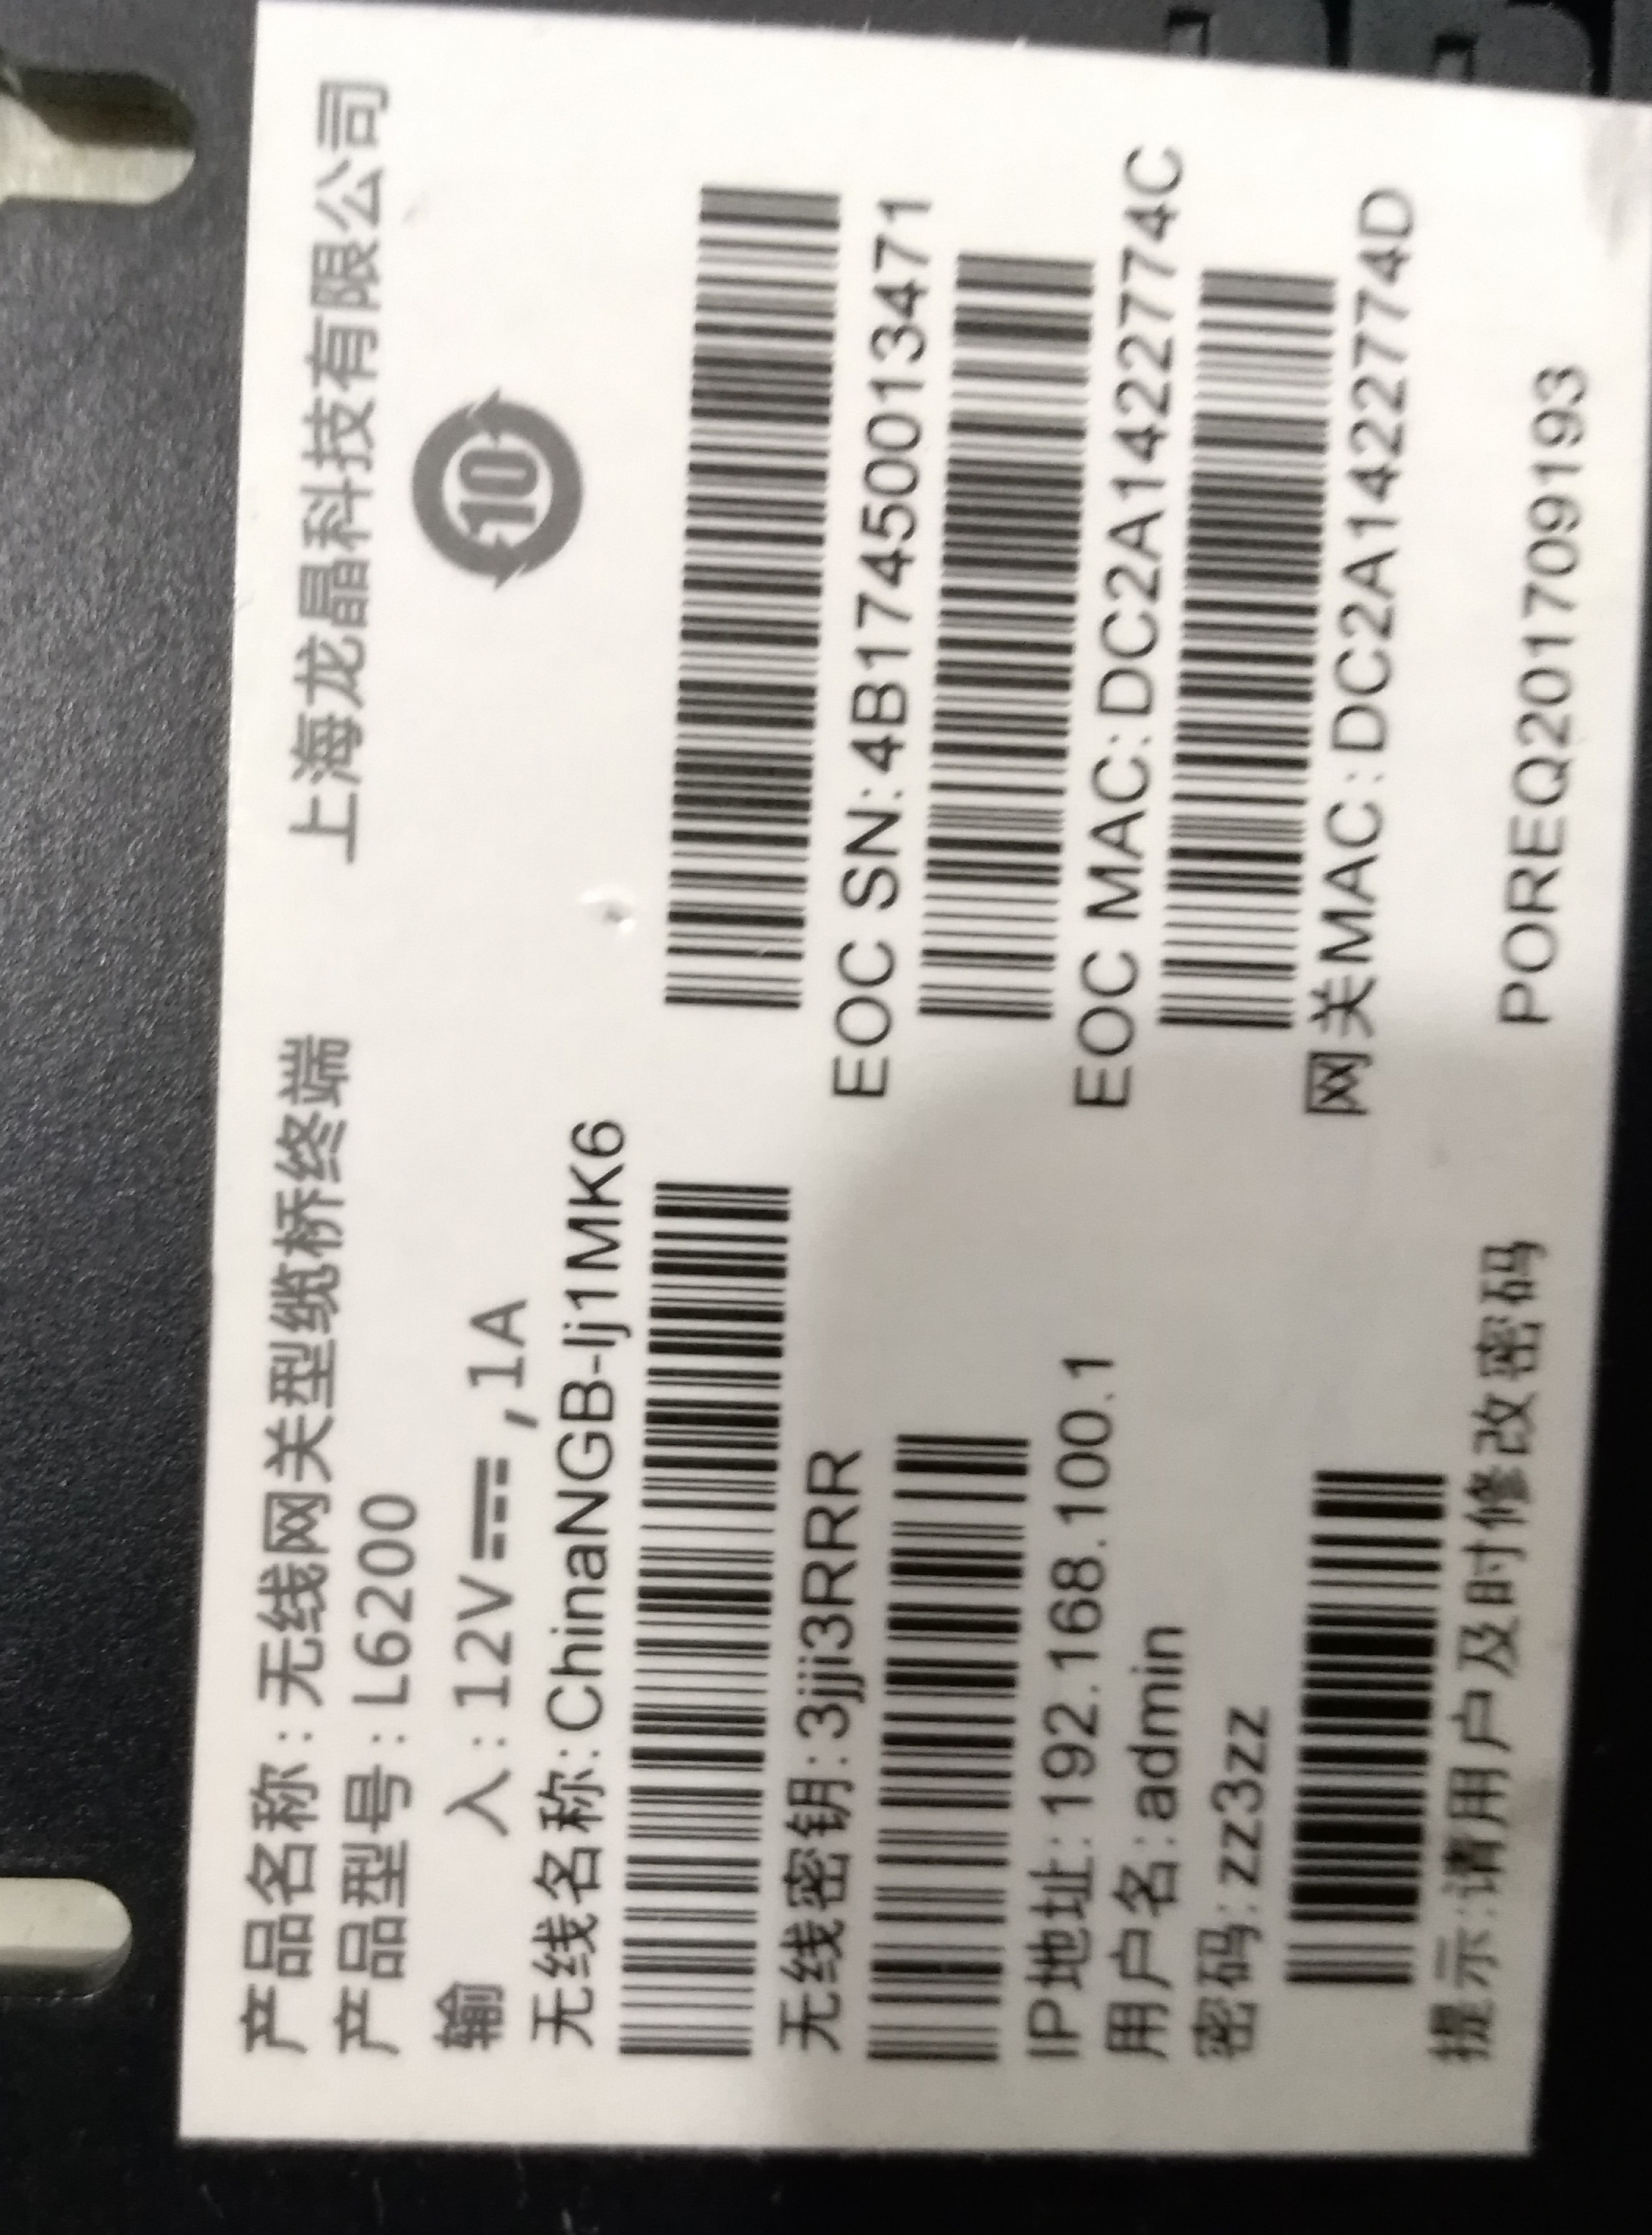 产品名称:无线网关型缆桥终端
上海龙晶科技有限公司
产品型号:L6200
输 入:12V⎓,1A
10
无线名称:ChinaNGB-lj1MK6
无线密钥:3jji3RRR
IP地址:192.168.100.1
用户名:admin
密码:zz3zz
提示:请用户及时修改密码
EOC SN:4B174500013471
EOC MAC:DC2A1422774C
网关MAC:DC2A1422774D
POREQ201709193